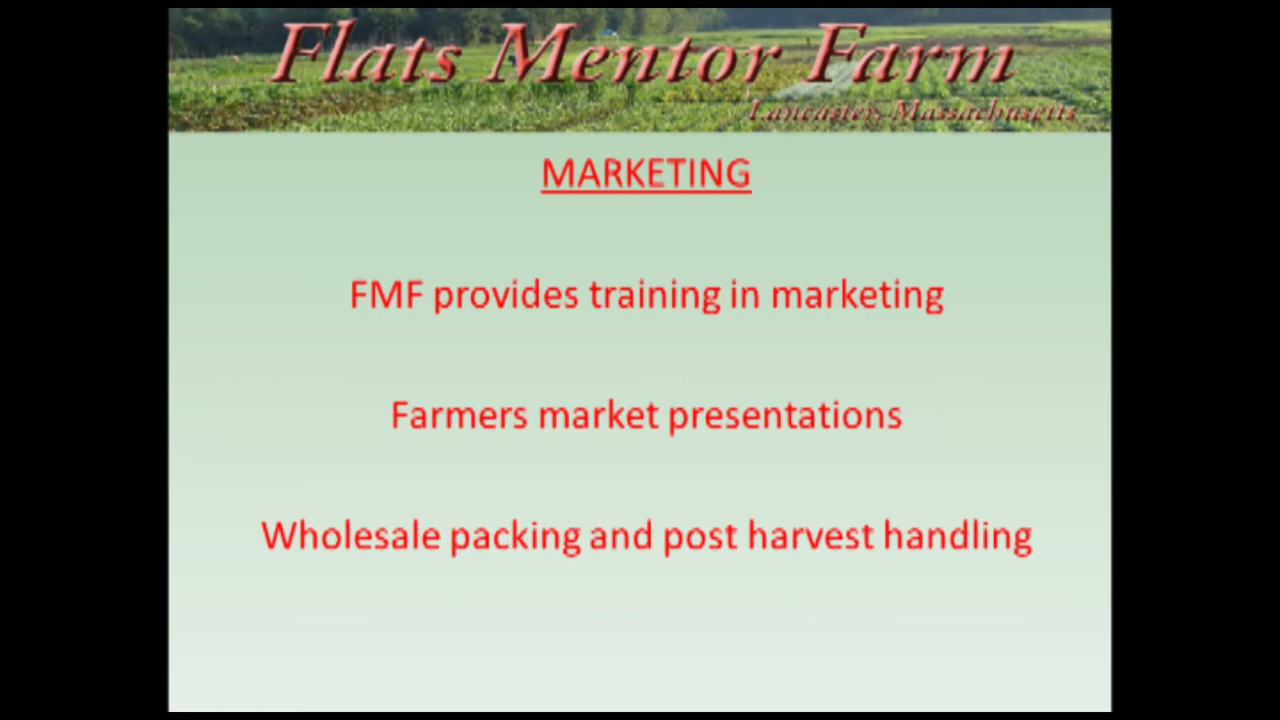 Flats Mentor Farm
Lancaster, Massachusetts
MARKETING
FMF provides training in marketing
Farmers market presentations
Wholesale packing and post harvest handling